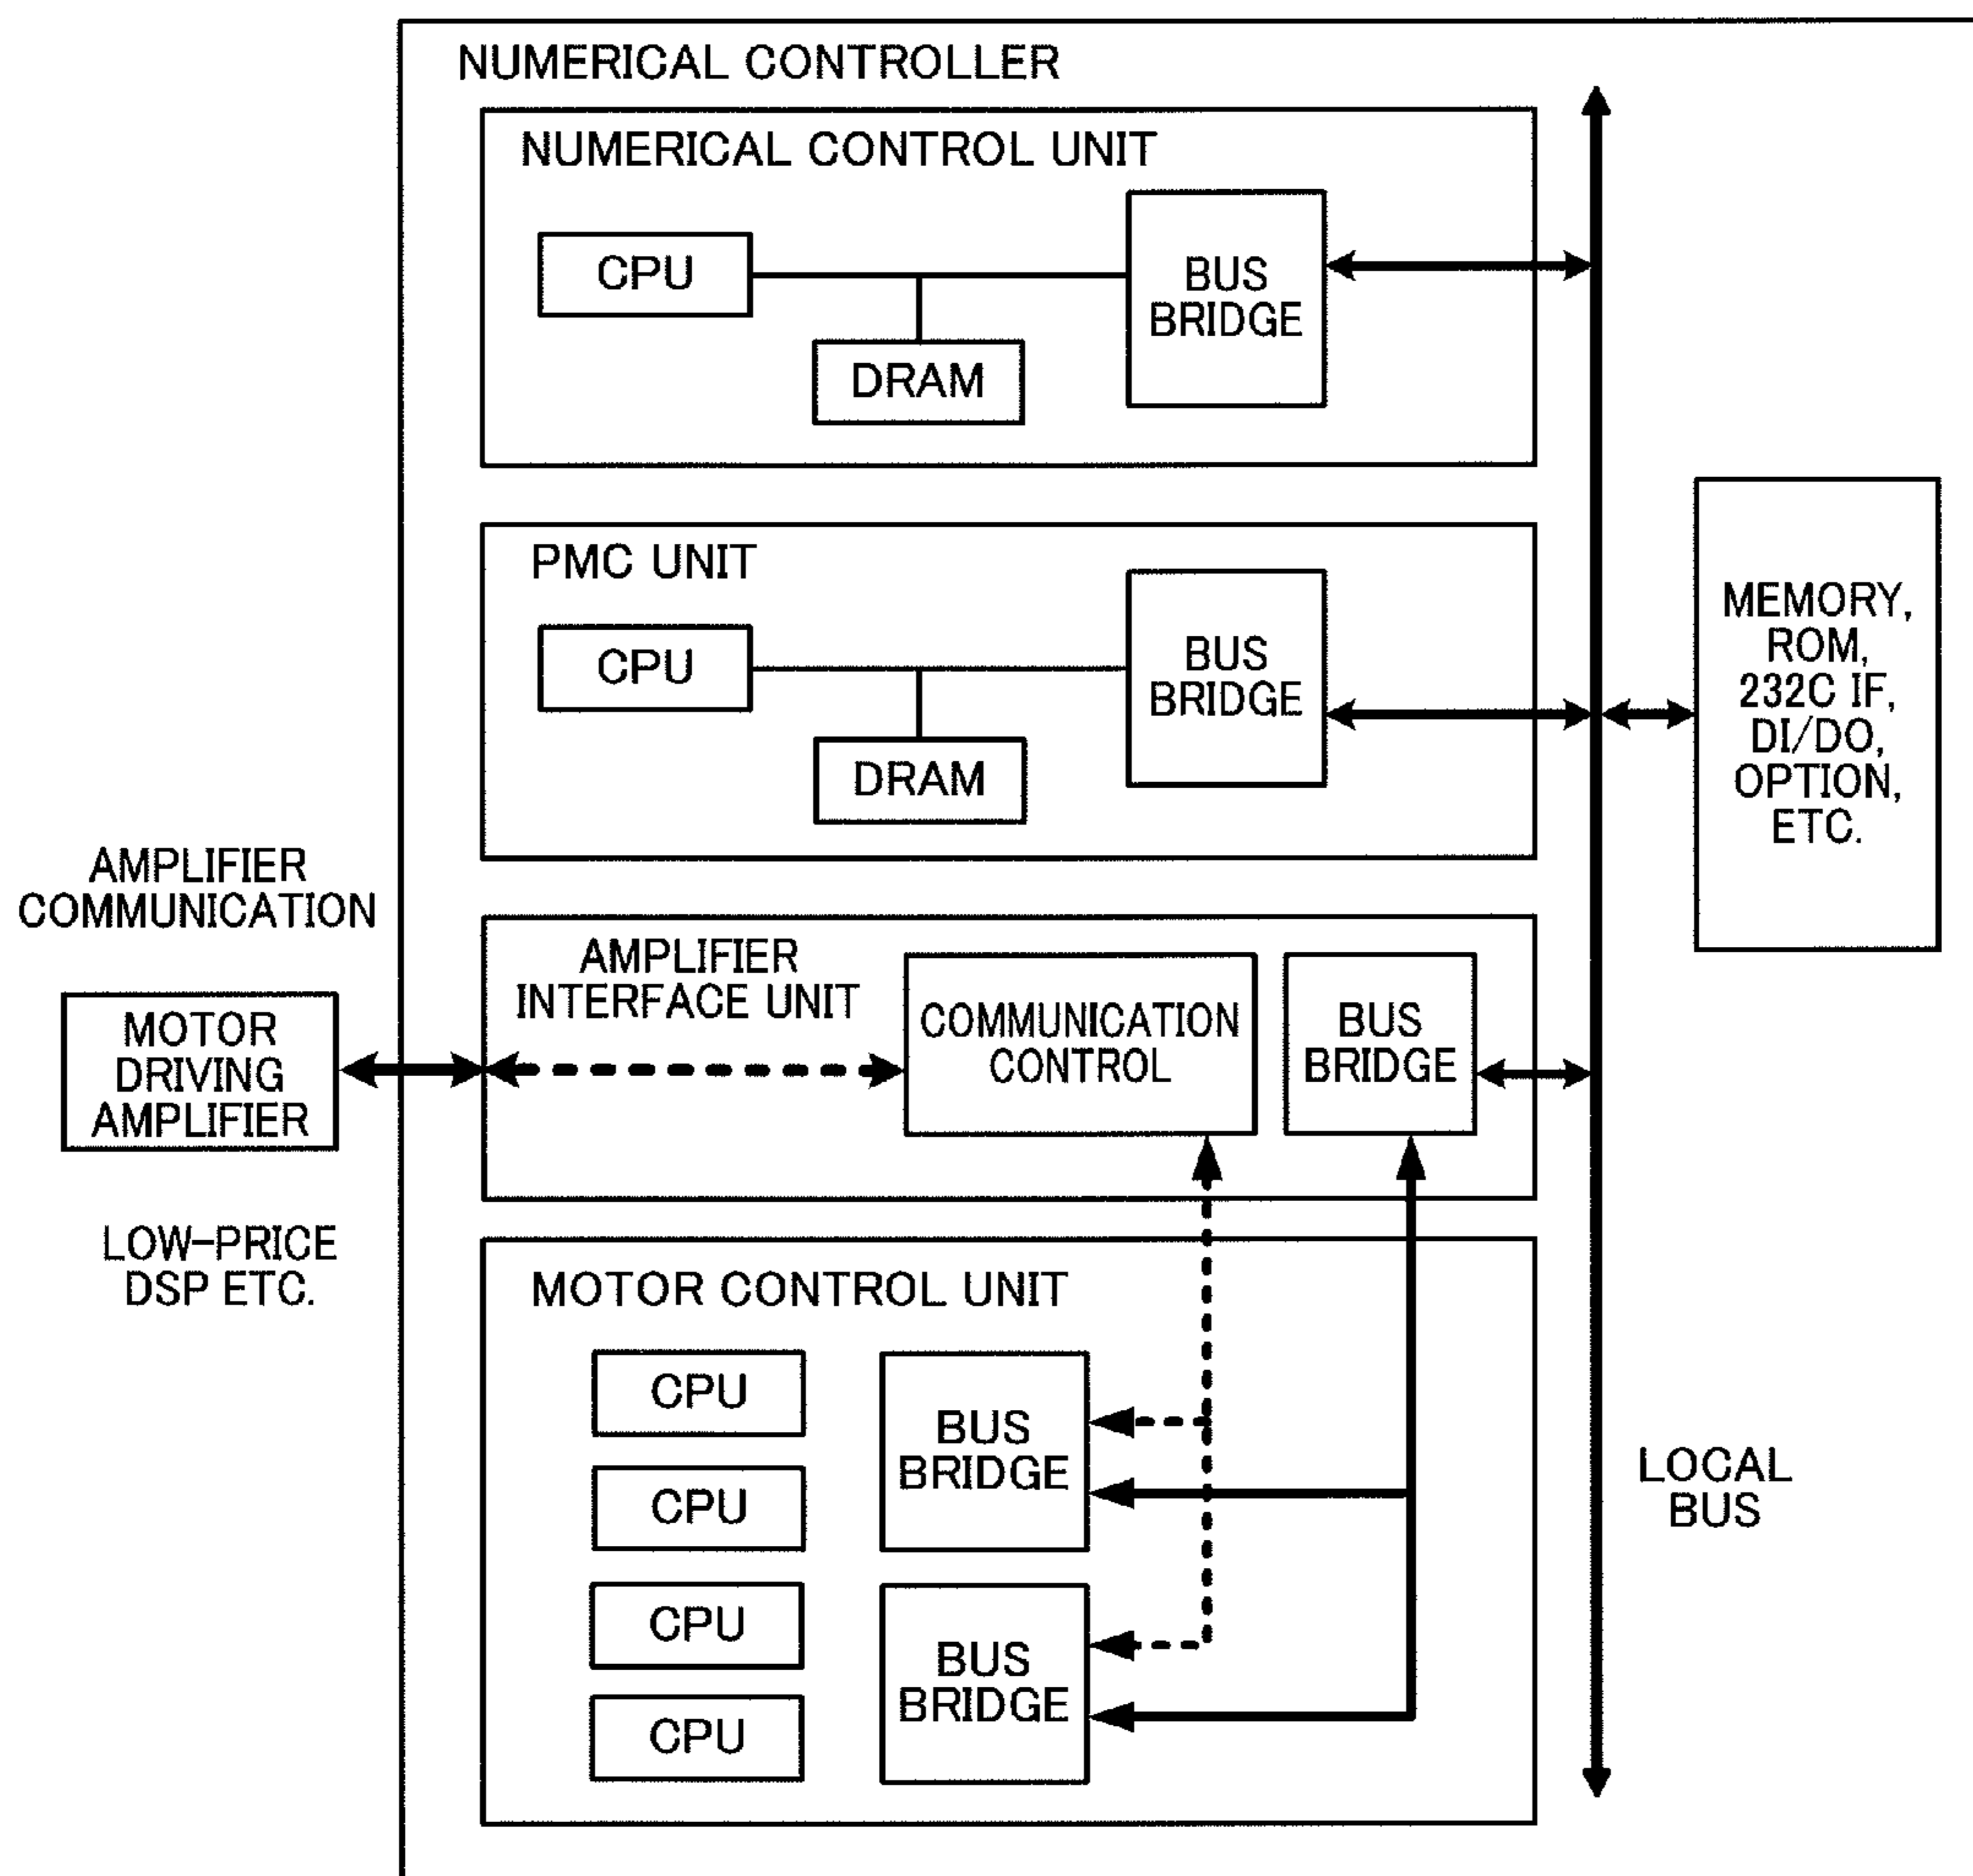 NUMERICAL CONTROLLER
NUMERICAL CONTROL UNIT
CPU
DRAM
BUS
BRIDGE
PMC UNIT
CPU
DRAM
BUS
BRIDGE
MEMORY,
ROM,
232C IF,
DI/DO,
OPTION,
ETC.
AMPLIFIER
COMMUNICATION
MOTOR
DRIVING
AMPLIFIER
LOW-PRICE
DSP ETC.
AMPLIFIER
INTERFACE UNIT
COMMUNICATION
CONTROL
BUS
BRIDGE
MOTOR CONTROL UNIT
CPU
CPU
CPU
CPU
BUS
BRIDGE
BUS
BRIDGE
LOCAL
BUS